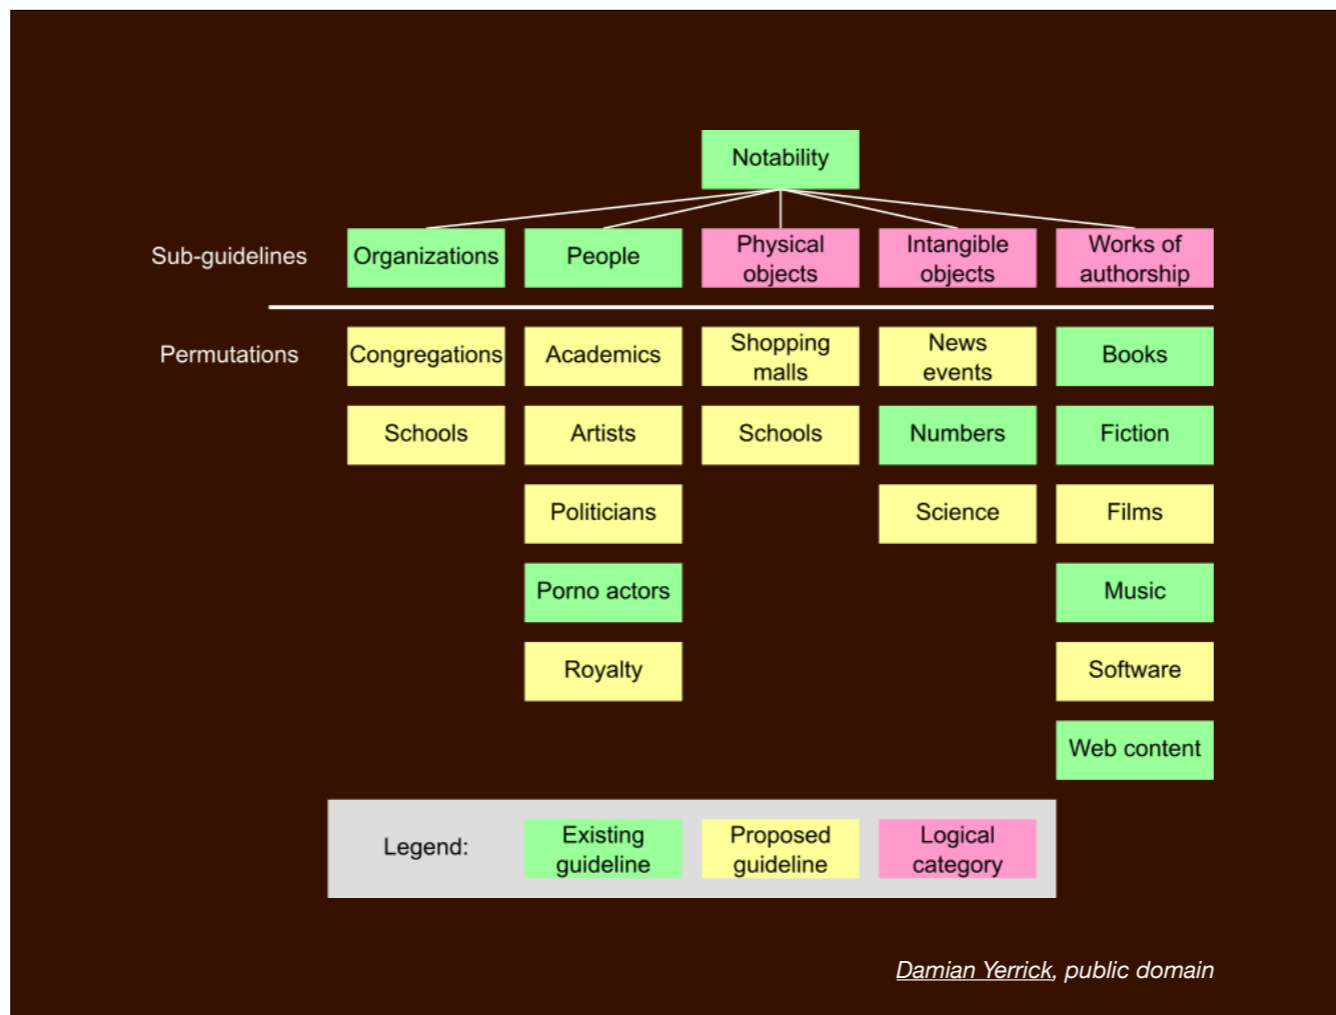 Notability
Sub-guidelines
Organizations
People
Physical
objects
Intangible
objects
Works of
authorship
Permutations
Congregations
Academics
Shopping
malls
News
events
Books
Schools
Artists
Schools
Numbers
Fiction
Politicians
Science
Films
Porno actors
Music
Royalty
Software
Web content
Legend:
Existing
guideline
Proposed
guideline
Logical
category
Damian Yerrick, public domain